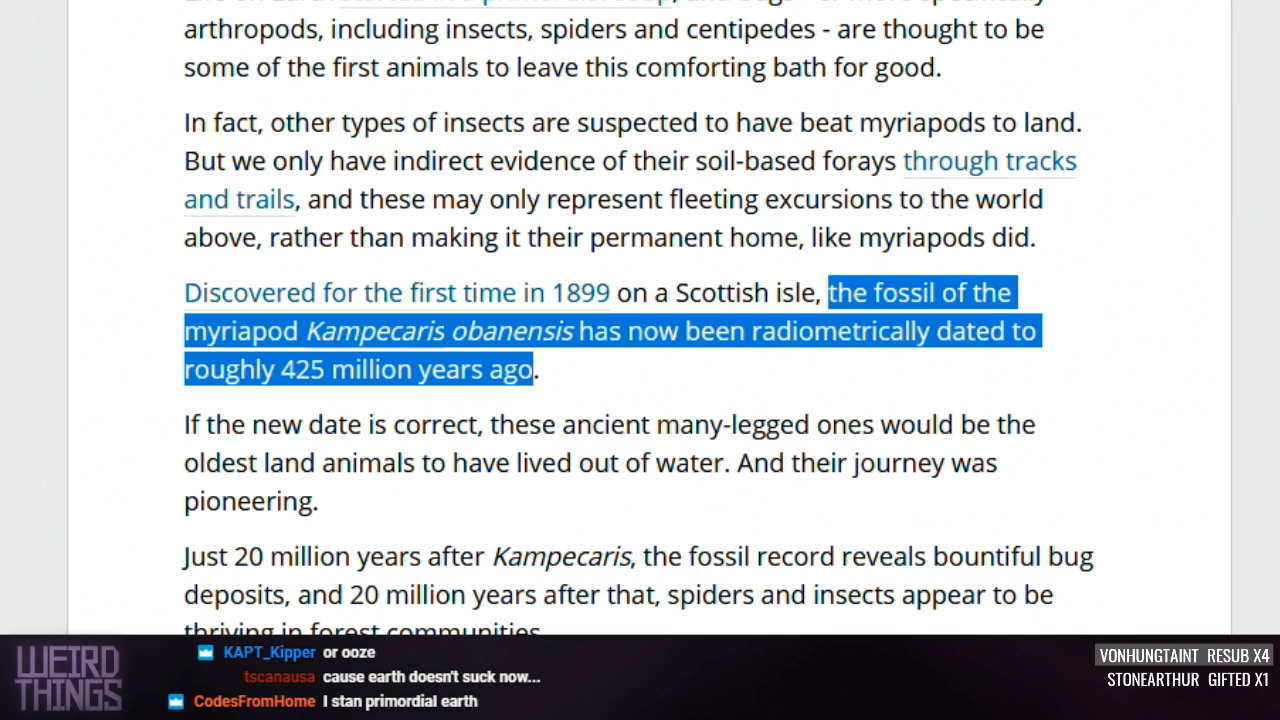 arthropods, including insects, spiders and centipedes - are thought to be
some of the first animals to leave this comforting bath for good.
In fact, other types of insects are suspected to have beat myriapods to land.
But we only have indirect evidence of their soil-based forays through tracks
and trails, and these may only represent fleeting excursions to the world
above, rather than making it their permanent home, like myriapods did.
Discovered for the first time in 1899 on a Scottish isle, the fossil of the
myriapod Kampecaris obanensis has now been radiometrically dated to
roughly 425 million years ago.
If the new date is correct, these ancient many-legged ones would be the
oldest land animals to have lived out of water. And their journey was
pioneering.
Just 20 million years after Kampecaris, the fossil record reveals bountiful bug
deposits, and 20 million years after that, spiders and insects appear to be
thriving in forest communities.
WEIRD
THINGS
KAPT_Kipper or ooze
tscanausa cause earth doesn't suck now...
CodesFromHome I stan primordial earth
VONHUNGTAINT RESUB X4
STONEARTHUR GIFTED X1